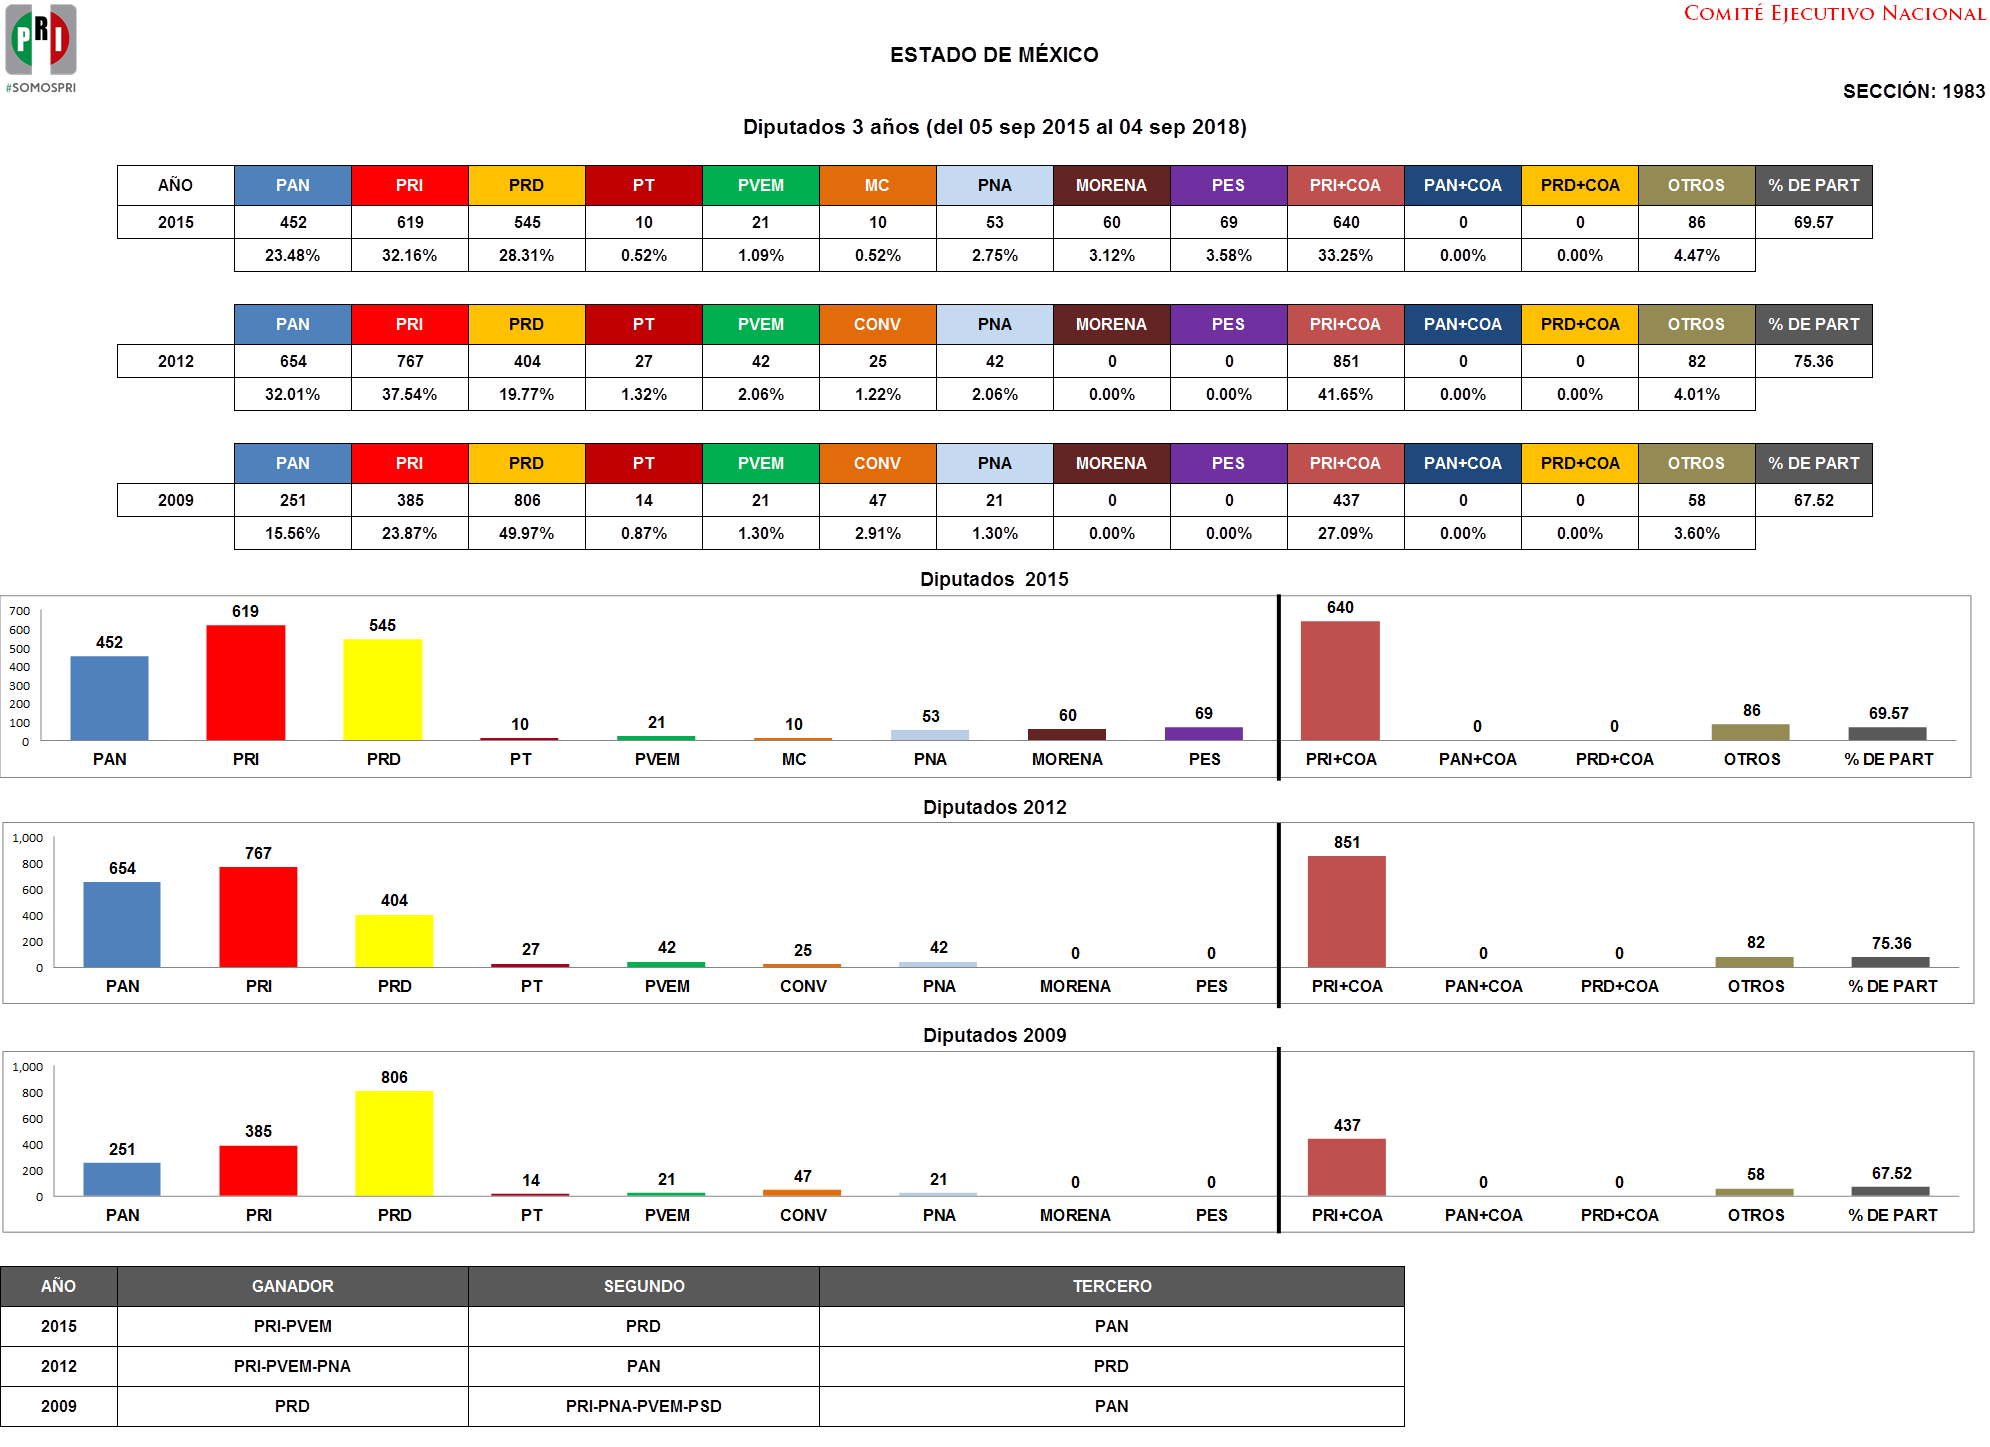 PRI
#SOMOSPRI
COMITÉ EJECUTIVO NACIONAL
ESTADO DE MÉXICO
SECCIÓN: 1983
Diputados 3 años (del 05 sep 2015 al 04 sep 2018)
AÑO PAN PRI PRD PT PVEM MC PNA MORENA PES PRI+COA PAN+COA PRD+COA OTROS % DE PART
2015 452 619 545 10 21 10 53 60 69 640 0 0 86 69.57
23.48% 32.16% 28.31% 0.52% 1.09% 0.52% 2.75% 3.12% 3.58% 33.25% 0.00% 0.00% 4.47%
PAN PRI PRD PT PVEM CONV PNA MORENA PES PRI+COA PAN+COA PRD+COA OTROS % DE PART
2012 654 767 404 27 42 25 42 0 0 851 0 0 82 75.36
32.01% 37.54% 19.77% 1.32% 2.06% 1.22% 2.06% 0.00% 0.00% 41.65% 0.00% 0.00% 4.01%
PAN PRI PRD PT PVEM CONV PNA MORENA PES PRI+COA PAN+COA PRD+COA OTROS % DE PART
2009 251 385 806 14 21 47 21 0 0 437 0 0 58 67.52
15.56% 23.87% 49.97% 0.87% 1.30% 2.91% 1.30% 0.00% 0.00% 27.09% 0.00% 0.00% 3.60%
Diputados 2015
700
600
500
400
300
200
100
0
452 619 545 10 21 10 53 60 69 640 0 0 86 69.57
PAN PRI PRD PT PVEM MC PNA MORENA PES PRI+COA PAN+COA PRD+COA OTROS % DE PART
Diputados 2012
1,000
800
600
400
200
0
654 767 404 27 42 25 42 0 0 851 0 0 82 75.36
PAN PRI PRD PT PVEM CONV PNA MORENA PES PRI+COA PAN+COA PRD+COA OTROS % DE PART
Diputados 2009
1,000
800
600
400
200
0
251 385 806 14 21 47 21 0 0 437 0 0 58 67.52
PAN PRI PRD PT PVEM CONV PNA MORENA PES PRI+COA PAN+COA PRD+COA OTROS % DE PART
AÑO GANADOR SEGUNDO TERCERO
2015 PRI-PVEM PRD PAN
2012 PRI-PVEM-PNA PAN PRD
2009 PRD PRI-PNA-PVEM-PSD PAN